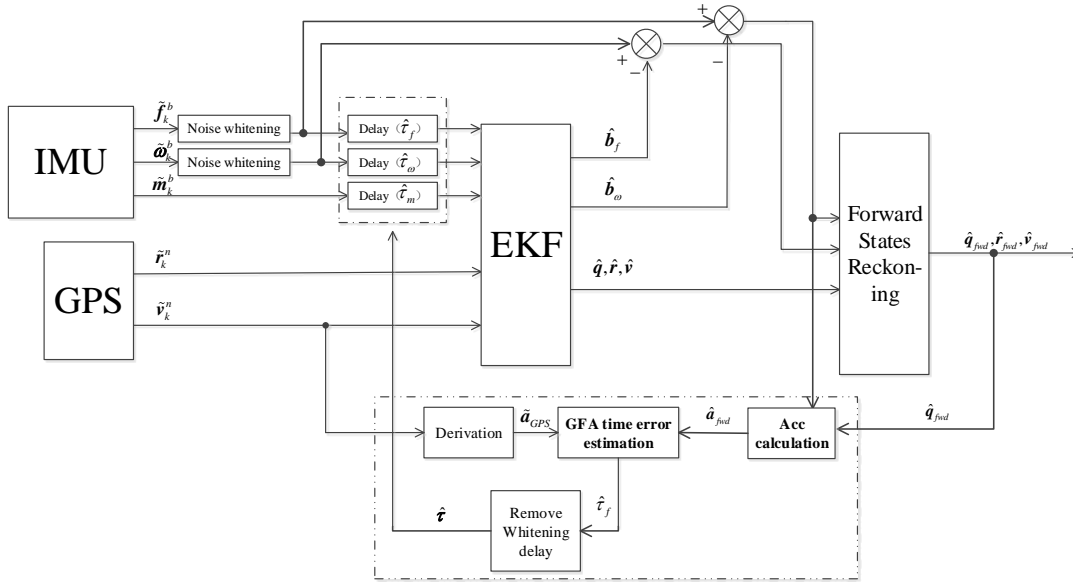 +
−
+
−
IMU
f̃ₖᵇ
ω̃ₖᵇ
m̃ₖᵇ
Noise whitening
Noise whitening
Delay (τ̂_f)
Delay (τ̂_ω)
Delay (τ̂_m)
GPS
r̃ₖⁿ
ṽₖⁿ
EKF
b̂_f
b̂_ω
q̂, r̂, v̂
Forward
States
Reckon-
ing
q̂_fwd, r̂_fwd, v̂_fwd
q̂_fwd
Derivation
ã_GPS
GFA time error
estimation
â_fwd
Acc
calculation
τ̂_f
Remove
Whitening
delay
τ̂